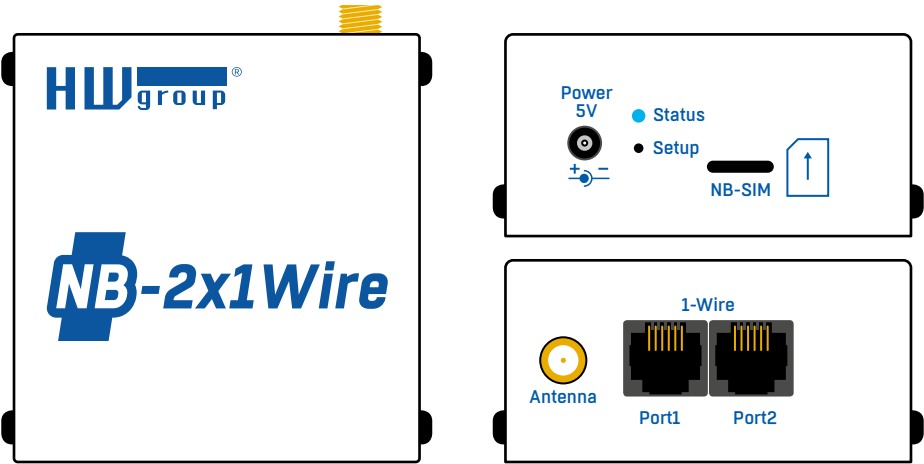 HW group ®
NB-2x1Wire
Power
5V
Status
Setup
+ −
NB-SIM
1-Wire
Antenna
Port1
Port2